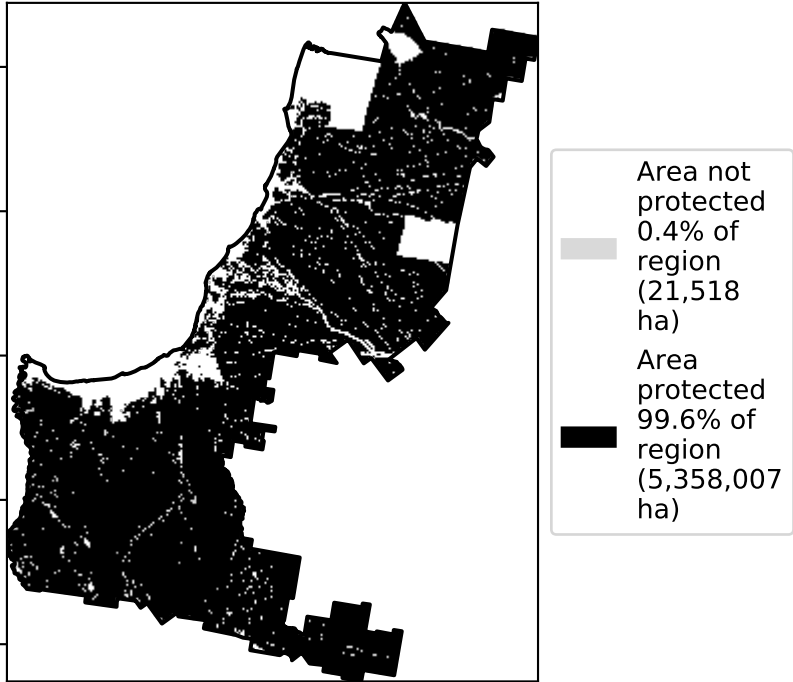 Area not
protected
0.4% of
region
(21,518
ha)
Area
protected
99.6% of
region
(5,358,007
ha)